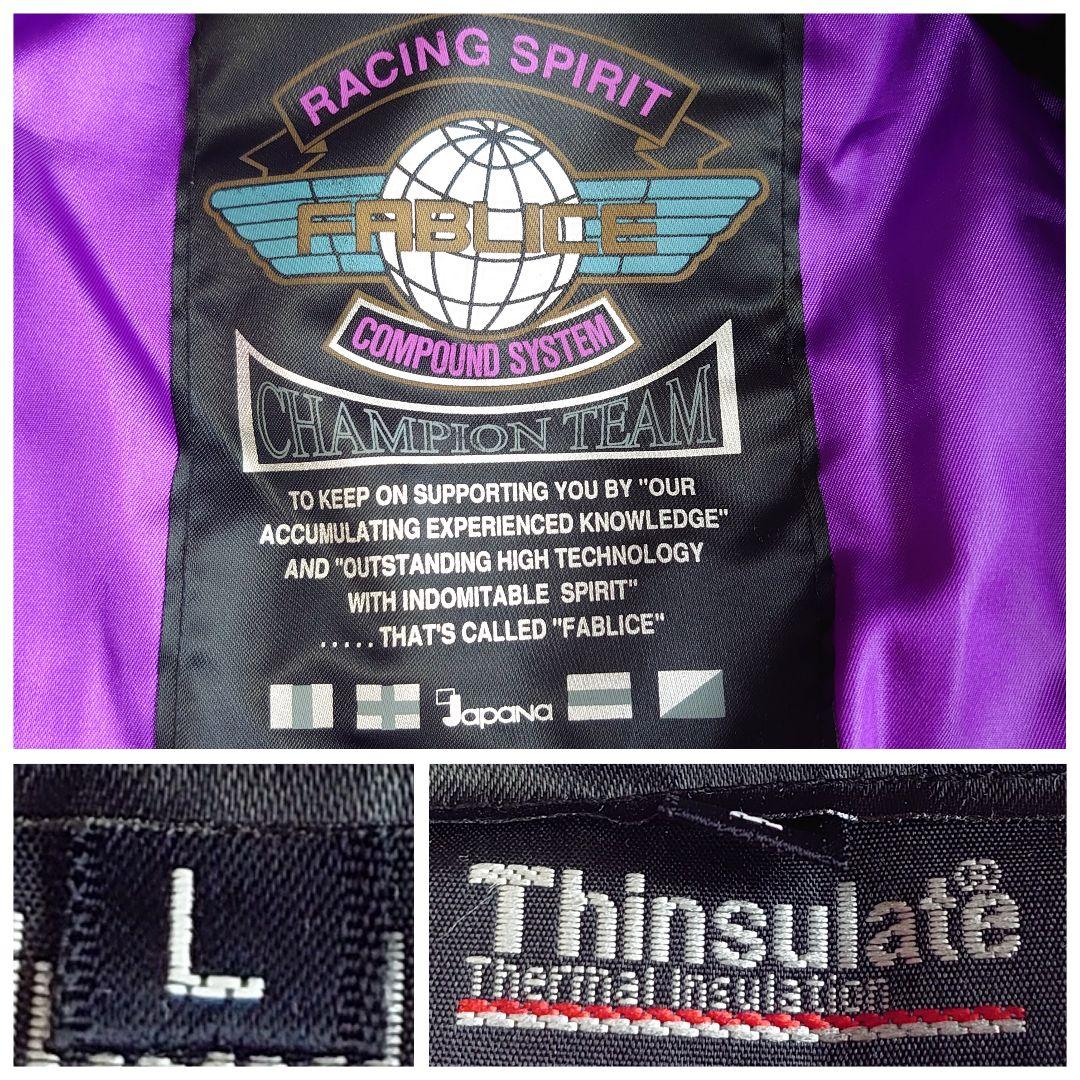 RACING SPIRIT
FABLICE
COMPOUND SYSTEM
CHAMPION TEAM
TO KEEP ON SUPPORTING YOU BY "OUR
ACCUMULATING EXPERIENCED KNOWLEDGE"
AND "OUTSTANDING HIGH TECHNOLOGY
WITH INDOMITABLE SPIRIT"
.....THAT'S CALLED "FABLICE"
Japana
L
Thinsulate®
Thermal Insulation